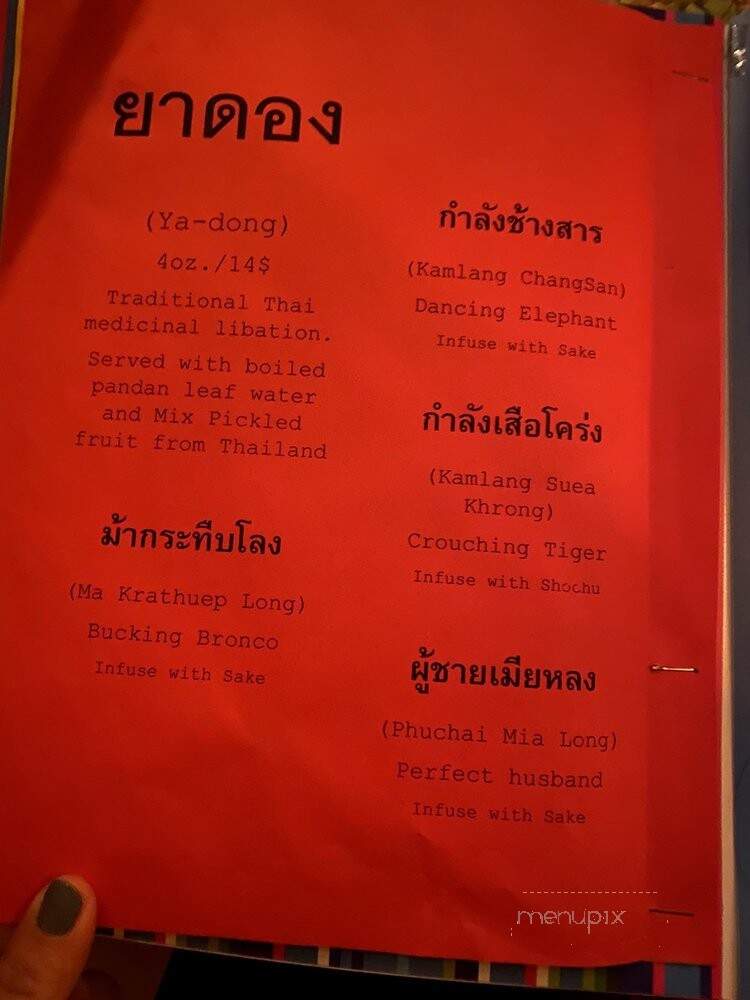 ยาดอง
(Ya-dong)
4oz./14$
Traditional Thai
medicinal libation.
Served with boiled
pandan leaf water
and Mix Pickled
fruit from Thailand
ม้ากระทืบโลง
(Ma Krathuep Long)
Bucking Bronco
Infuse with Sake
กำลังช้างสาร
(Kamlang ChangSan)
Dancing Elephant
Infuse with Sake
กำลังเสือโคร่ง
(Kamlang Suea
Khrong)
Crouching Tiger
Infuse with Shochu
ผู้ชายเมียหลง
(Phuchai Mia Long)
Perfect husband
Infuse with Sake
menupix